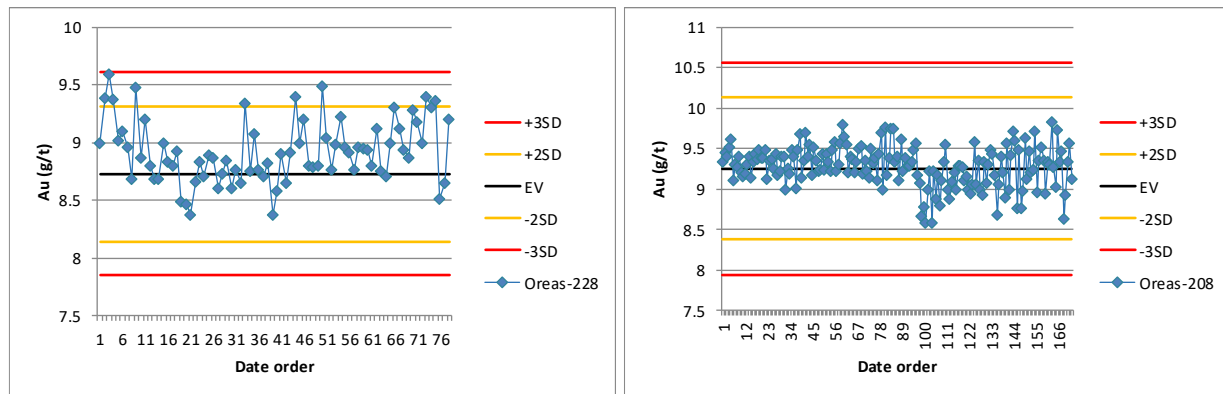 10
9.5
9
8.5
8
7.5
Au (g/t)
1 6 11 16 21 26 31 36 41 46 51 56 61 66 71 76
Date order
+3SD
+2SD
EV
-2SD
-3SD
Oreas-228
11
10.5
10
9.5
9
8.5
8
7.5
Au (g/t)
1 12 23 34 45 56 67 78 89 100 111 122 133 144 155 166
Date order
+3SD
+2SD
EV
-2SD
-3SD
Oreas-208